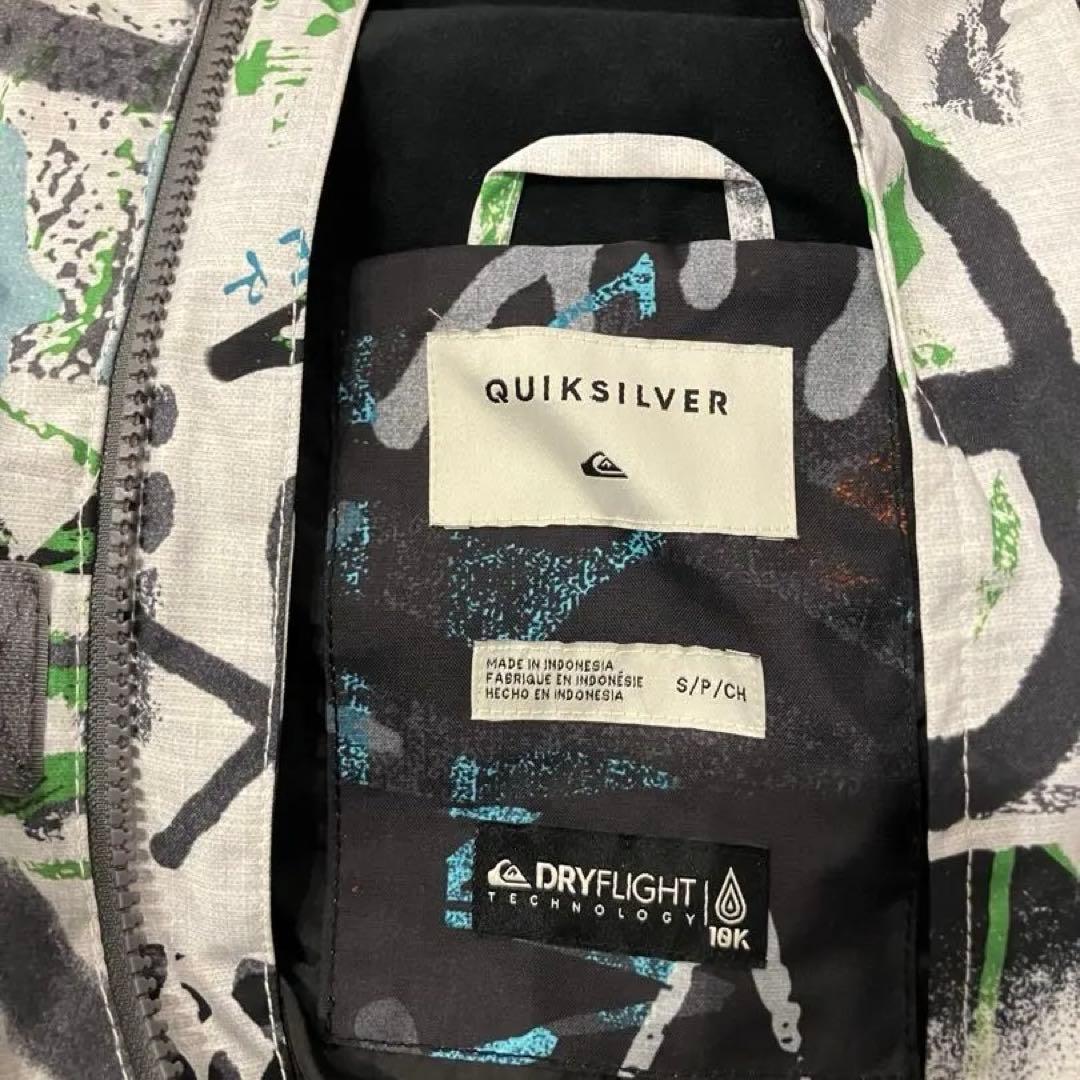 QUIKSILVER
MADE IN INDONESIA
FABRIQUE EN INDONÉSIE
HECHO EN INDONESIA
S/P/CH
DRYFLIGHT
TECHNOLOGY
10K